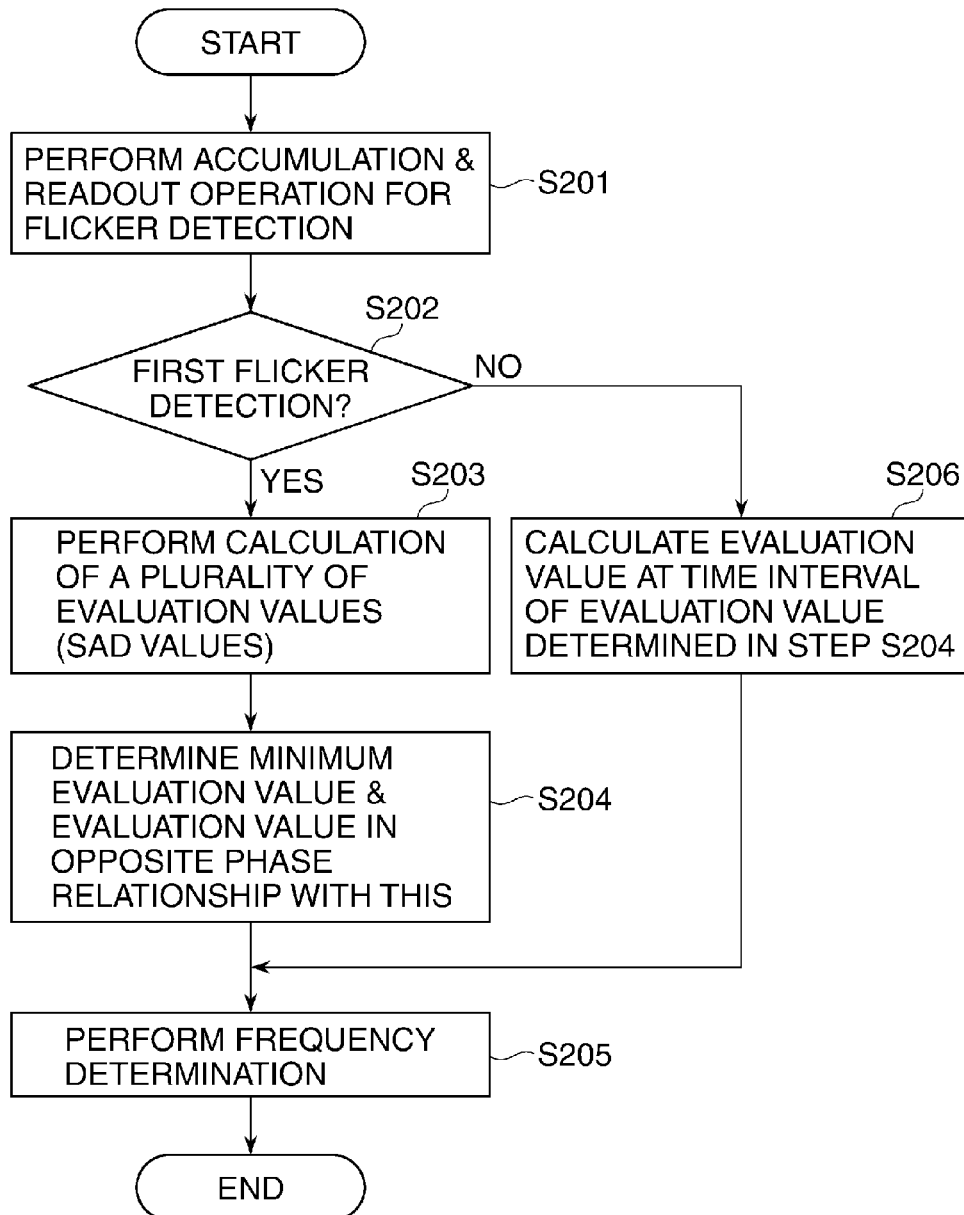 START
PERFORM ACCUMULATION &
READOUT OPERATION FOR
FLICKER DETECTION
S201
S202
FIRST FLICKER
DETECTION?
NO
YES
S203
PERFORM CALCULATION
OF A PLURALITY OF
EVALUATION VALUES
(SAD VALUES)
S206
CALCULATE EVALUATION
VALUE AT TIME INTERVAL
OF EVALUATION VALUE
DETERMINED IN STEP S204
DETERMINE MINIMUM
EVALUATION VALUE &
EVALUATION VALUE IN
OPPOSITE PHASE
RELATIONSHIP WITH THIS
S204
PERFORM FREQUENCY
DETERMINATION
S205
END